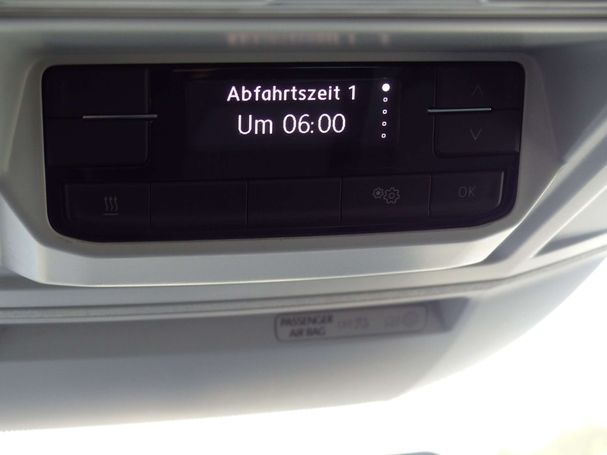 Abfahrtszeit 1
Um 06:00
OK
PASSENGER
AIR BAG